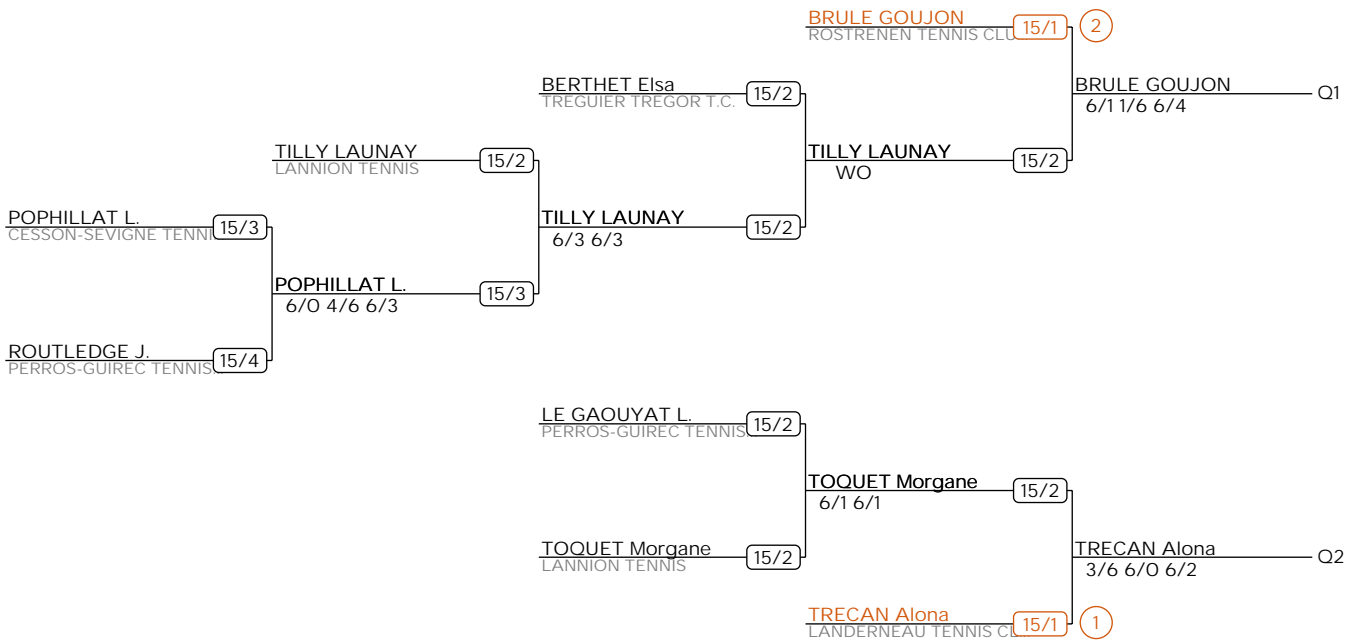 BRULE GOUJON 15/1 2
ROSTRENEN TENNIS CLU
BERTHET Elsa 15/2
TREGUIER TREGOR T.C.
BRULE GOUJON Q1
6/1 1/6 6/4
TILLY LAUNAY 15/2
LANNION TENNIS
TILLY LAUNAY 15/2
WO
POPHILLAT L. 15/3
CESSON-SEVIGNE TENNI
TILLY LAUNAY 15/2
6/3 6/3
POPHILLAT L. 15/3
6/0 4/6 6/3
ROUTLEDGE J. 15/4
PERROS-GUIREC TENNIS..
LE GAOUYAT L. 15/2
PERROS-GUIREC TENNIS..
TOQUET Morgane 15/2
6/1 6/1
TOQUET Morgane 15/2
LANNION TENNIS
TRECAN Alona Q2
3/6 6/0 6/2
TRECAN Alona 15/1 1
LANDERNEAU TENNIS CL